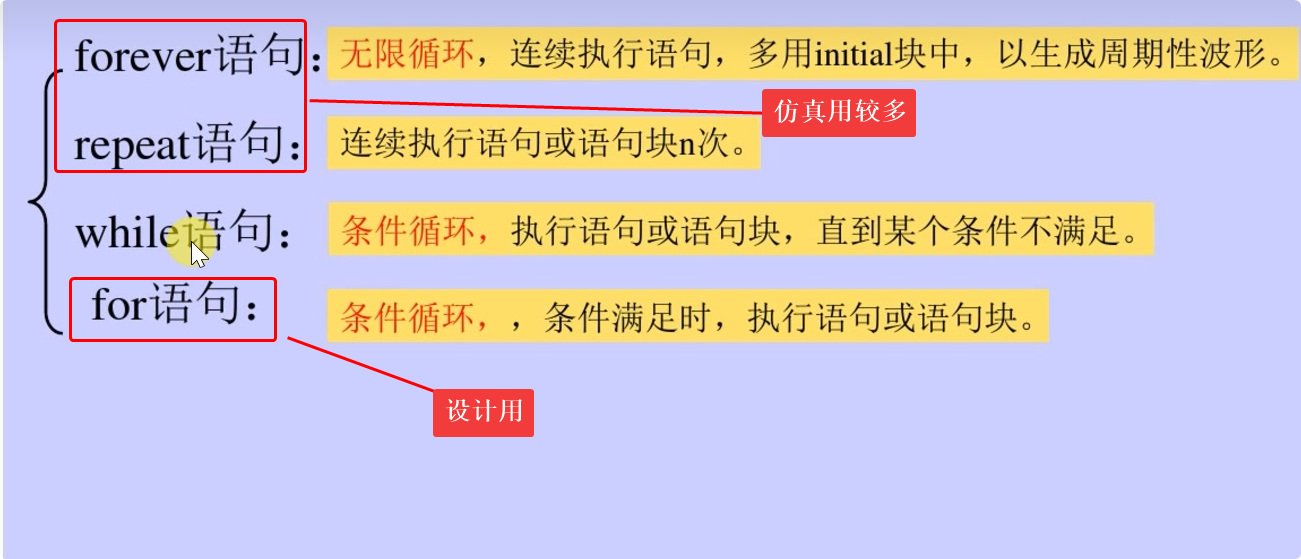 forever语句：无限循环，连续执行语句，多用initial块中，以生成周期性波形。
仿真用较多
repeat语句：连续执行语句或语句块n次。
while语句：条件循环，执行语句或语句块，直到某个条件不满足。
for语句：条件循环，，条件满足时，执行语句或语句块。
设计用